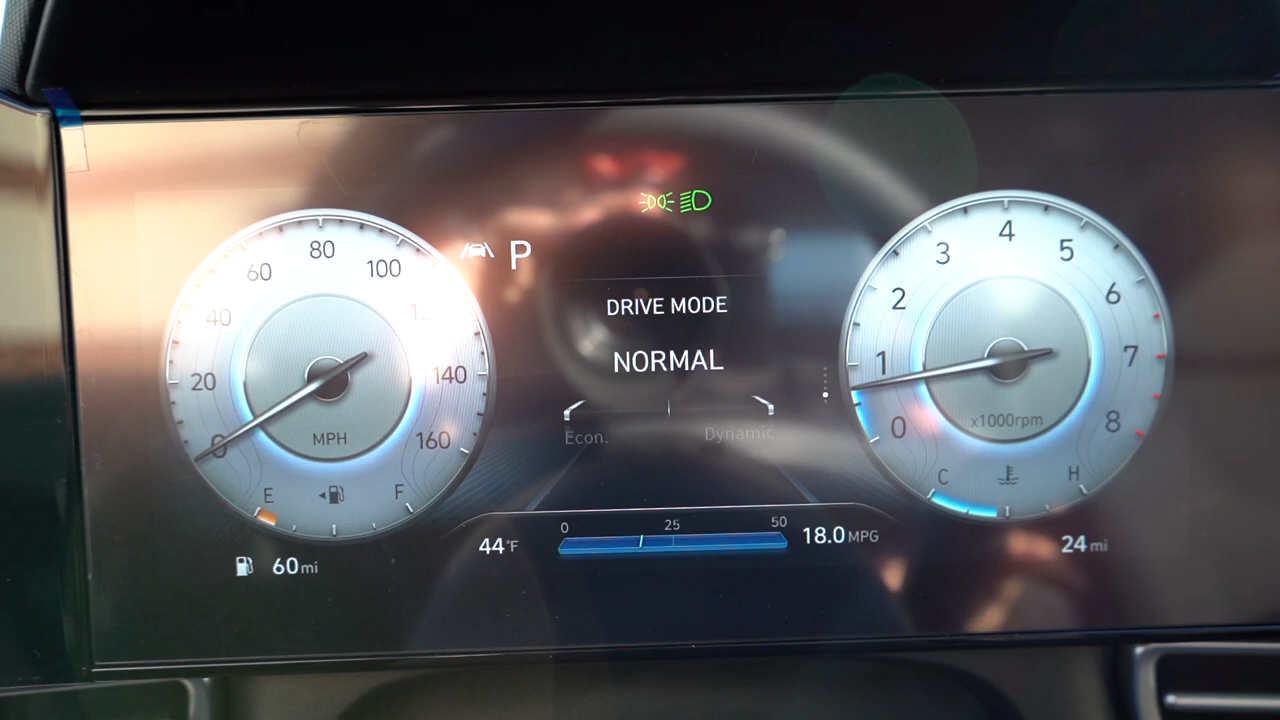 80
60
100
40
20
140
0
160
MPH
E
F
60mi
P
DRIVE MODE
NORMAL
Econ.
Dynamic
0 25 50
44°F
18.0 MPG
4
3
5
2
6
1
7
0
8
x1000rpm
C
H
24 mi